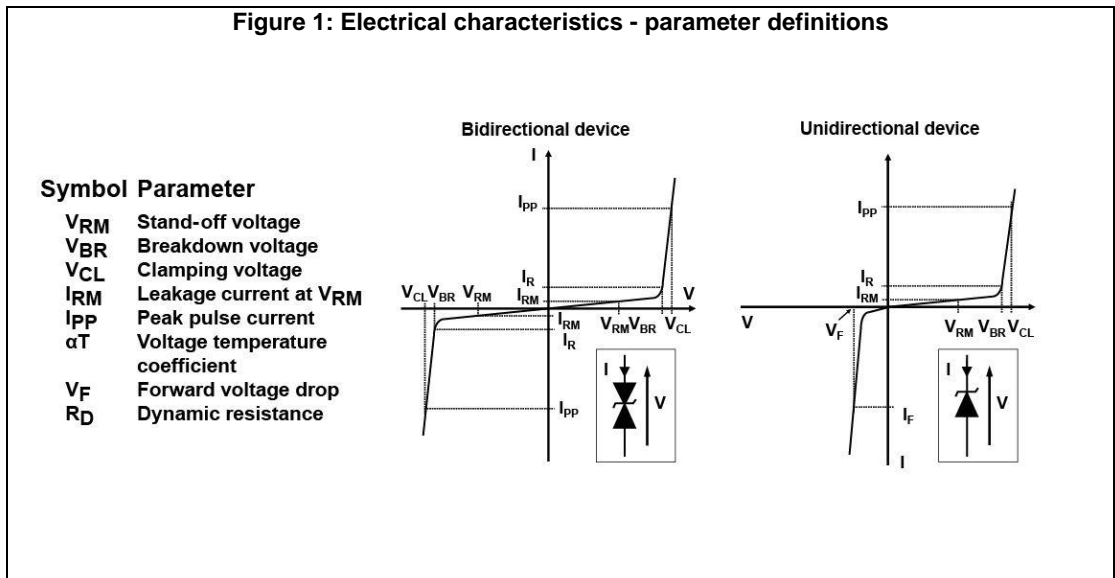 Figure 1: Electrical characteristics - parameter definitions
Symbol Parameter
VRM Stand-off voltage
VBR Breakdown voltage
VCL Clamping voltage
IRM Leakage current at VRM
IPP Peak pulse current
αT Voltage temperature
coefficient
VF Forward voltage drop
RD Dynamic resistance
Bidirectional device
I
IPP
IR
IRM
VCL VBR VRM
V
VRM VBR VCL
IRM
IR
IPP
I
V
Unidirectional device
IPP
IR
IRM
V
VF
VRM VBR VCL
IF
I
I
V